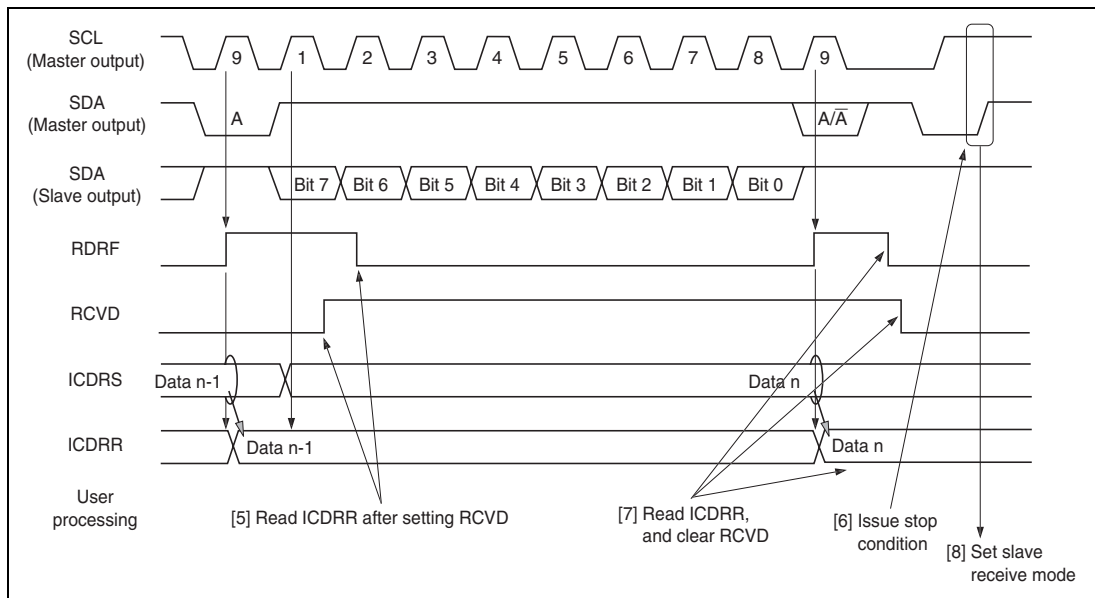 SCL
(Master output)
9 1 2 3 4 5 6 7 8 9
SDA
(Master output)
A A/A̅
SDA
(Slave output)
Bit 7 Bit 6 Bit 5 Bit 4 Bit 3 Bit 2 Bit 1 Bit 0
RDRF
RCVD
ICDRS
Data n-1 Data n
ICDRR
Data n-1 Data n
User
processing
[5] Read ICDRR after setting RCVD
[7] Read ICDRR,
and clear RCVD
[6] Issue stop
condition
[8] Set slave
receive mode